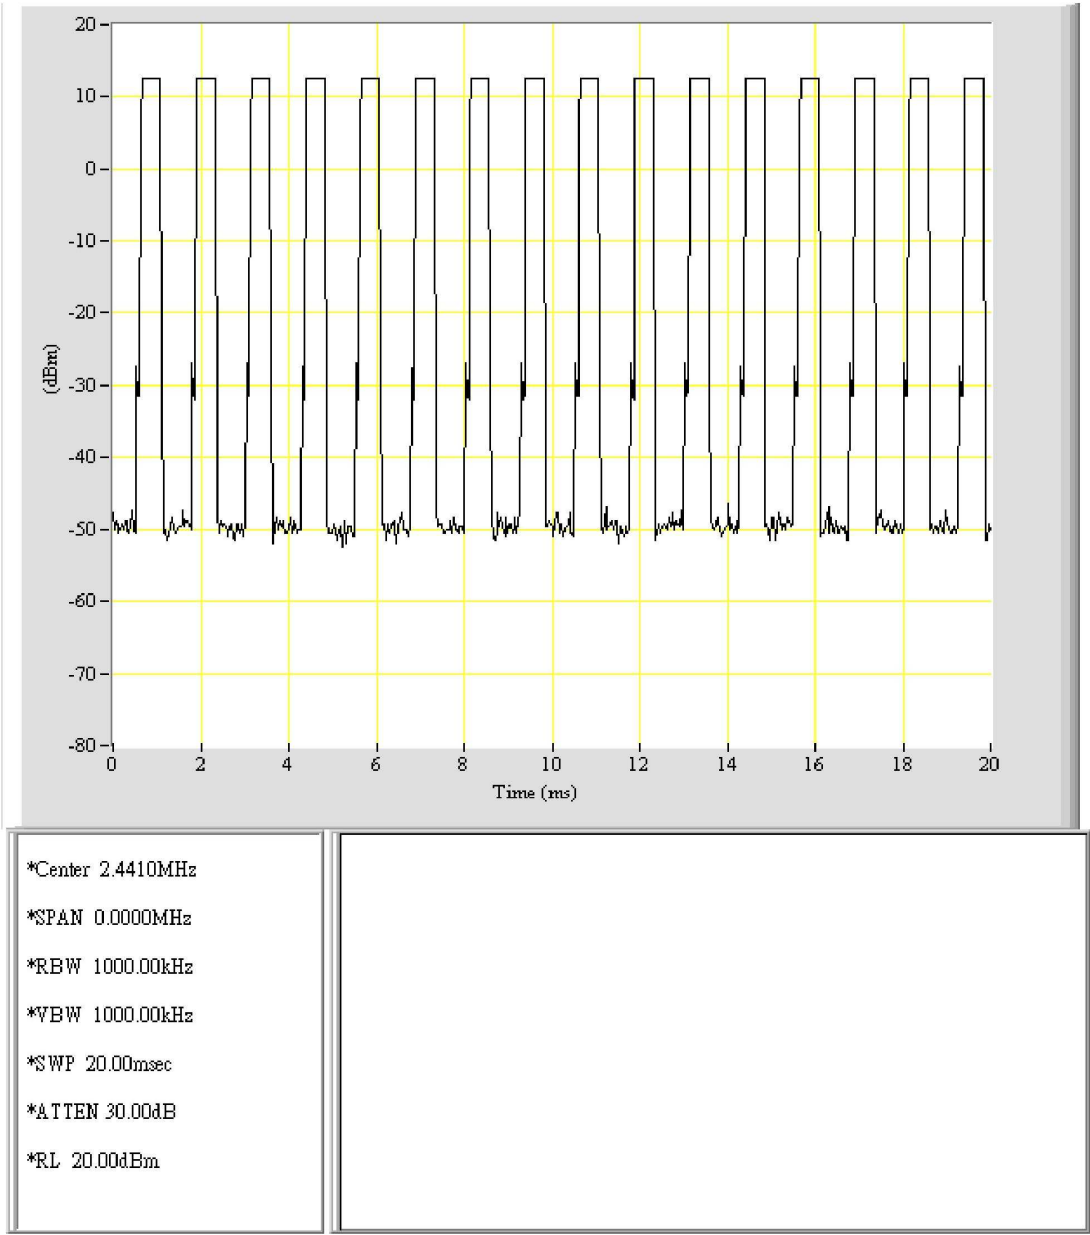 20
10
0
-10
-20
-30
-40
-50
-60
-70
-80
(dBm)
0 2 4 6 8 10 12 14 16 18 20
Time (ms)
*Center 2.4410MHz
*SPAN 0.0000MHz
*RBW 1000.00kHz
*VBW 1000.00kHz
*SWP 20.00msec
*ATTEN 30.00dB
*RL 20.00dBm